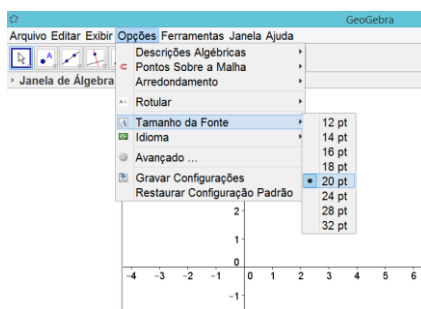 GeoGebra
Arquivo Editar Exibir Opções Ferramentas Janela Ajuda
A
Janela de Álgebra
Descrições Algébricas
Pontos Sobre a Malha
Arredondamento
Rotular
Tamanho da Fonte
Idioma
Avançado ...
Gravar Configurações
Restaurar Configuração Padrão
12 pt
14 pt
16 pt
18 pt
20 pt
24 pt
28 pt
32 pt
2
1
0
-4 -3 -2 -1 0 1 2 3 4 5 6
-1